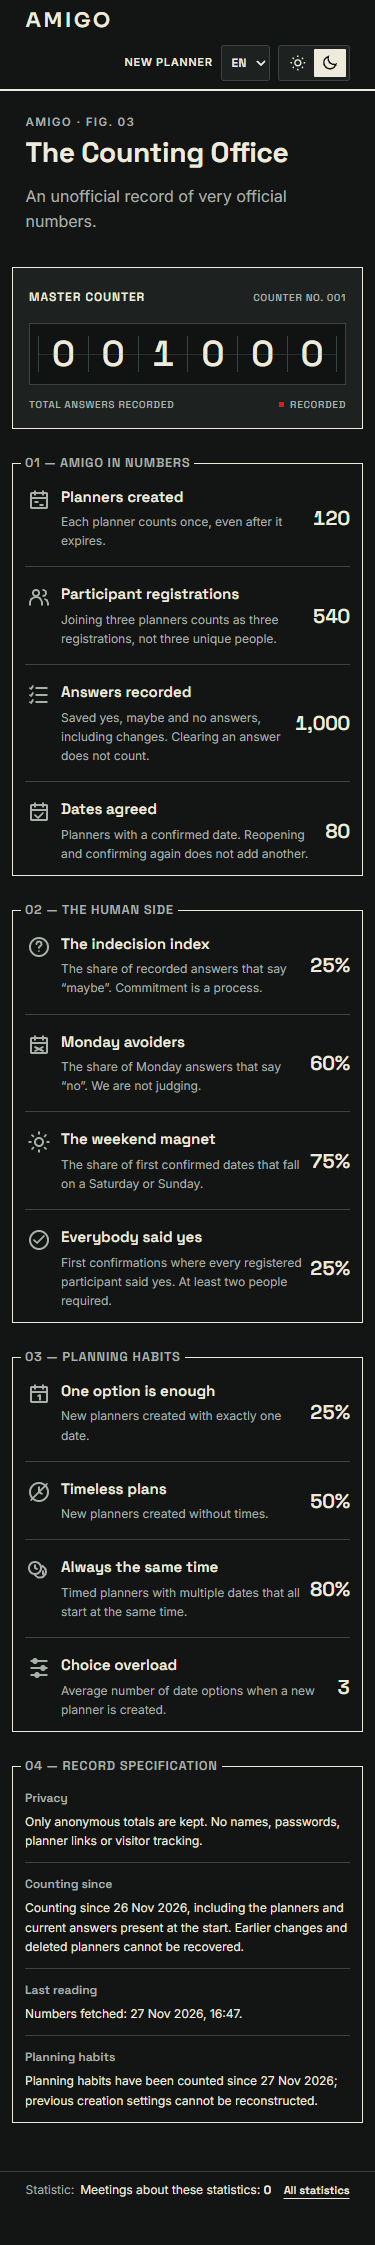 AMIGO
NEW PLANNER EN
AMIGO · FIG. 03
The Counting Office
An unofficial record of very official
numbers.
MASTER COUNTER COUNTER NO. 001
0 0 1 0 0 0
TOTAL ANSWERS RECORDED RECORDED
01 — AMIGO IN NUMBERS
Planners created
Each planner counts once, even after it
expires.
120
Participant registrations
Joining three planners counts as three
registrations, not three unique people.
540
Answers recorded
Saved yes, maybe and no answers,
including changes. Clearing an answer
does not count.
1,000
Dates agreed
Planners with a confirmed date. Reopening
and confirming again does not add another.
80
02 — THE HUMAN SIDE
The indecision index
The share of recorded answers that say
“maybe”. Commitment is a process.
25%
Monday avoiders
The share of Monday answers that say
“no”. We are not judging.
60%
The weekend magnet
The share of first confirmed dates that fall
on a Saturday or Sunday.
75%
Everybody said yes
First confirmations where every registered
participant said yes. At least two people
required.
25%
03 — PLANNING HABITS
One option is enough
New planners created with exactly one
date.
25%
Timeless plans
New planners created without times.
50%
Always the same time
Timed planners with multiple dates that all
start at the same time.
80%
Choice overload
Average number of date options when a new
planner is created.
3
04 — RECORD SPECIFICATION
Privacy
Only anonymous totals are kept. No names, passwords,
planner links or visitor tracking.
Counting since
Counting since 26 Nov 2026, including the planners and
current answers present at the start. Earlier changes and
deleted planners cannot be recovered.
Last reading
Numbers fetched: 27 Nov 2026, 16:47.
Planning habits
Planning habits have been counted since 27 Nov 2026;
previous creation settings cannot be reconstructed.
Statistic: Meetings about these statistics: 0 All statistics